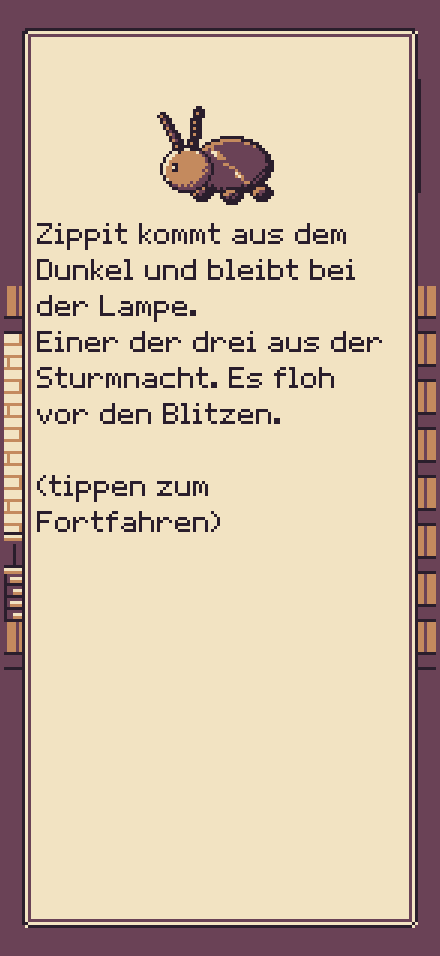 Zippit kommt aus dem
Dunkel und bleibt bei
der Lampe.
Einer der drei aus der
Sturmnacht. Es floh
vor den Blitzen.
(tippen zum
Fortfahren)